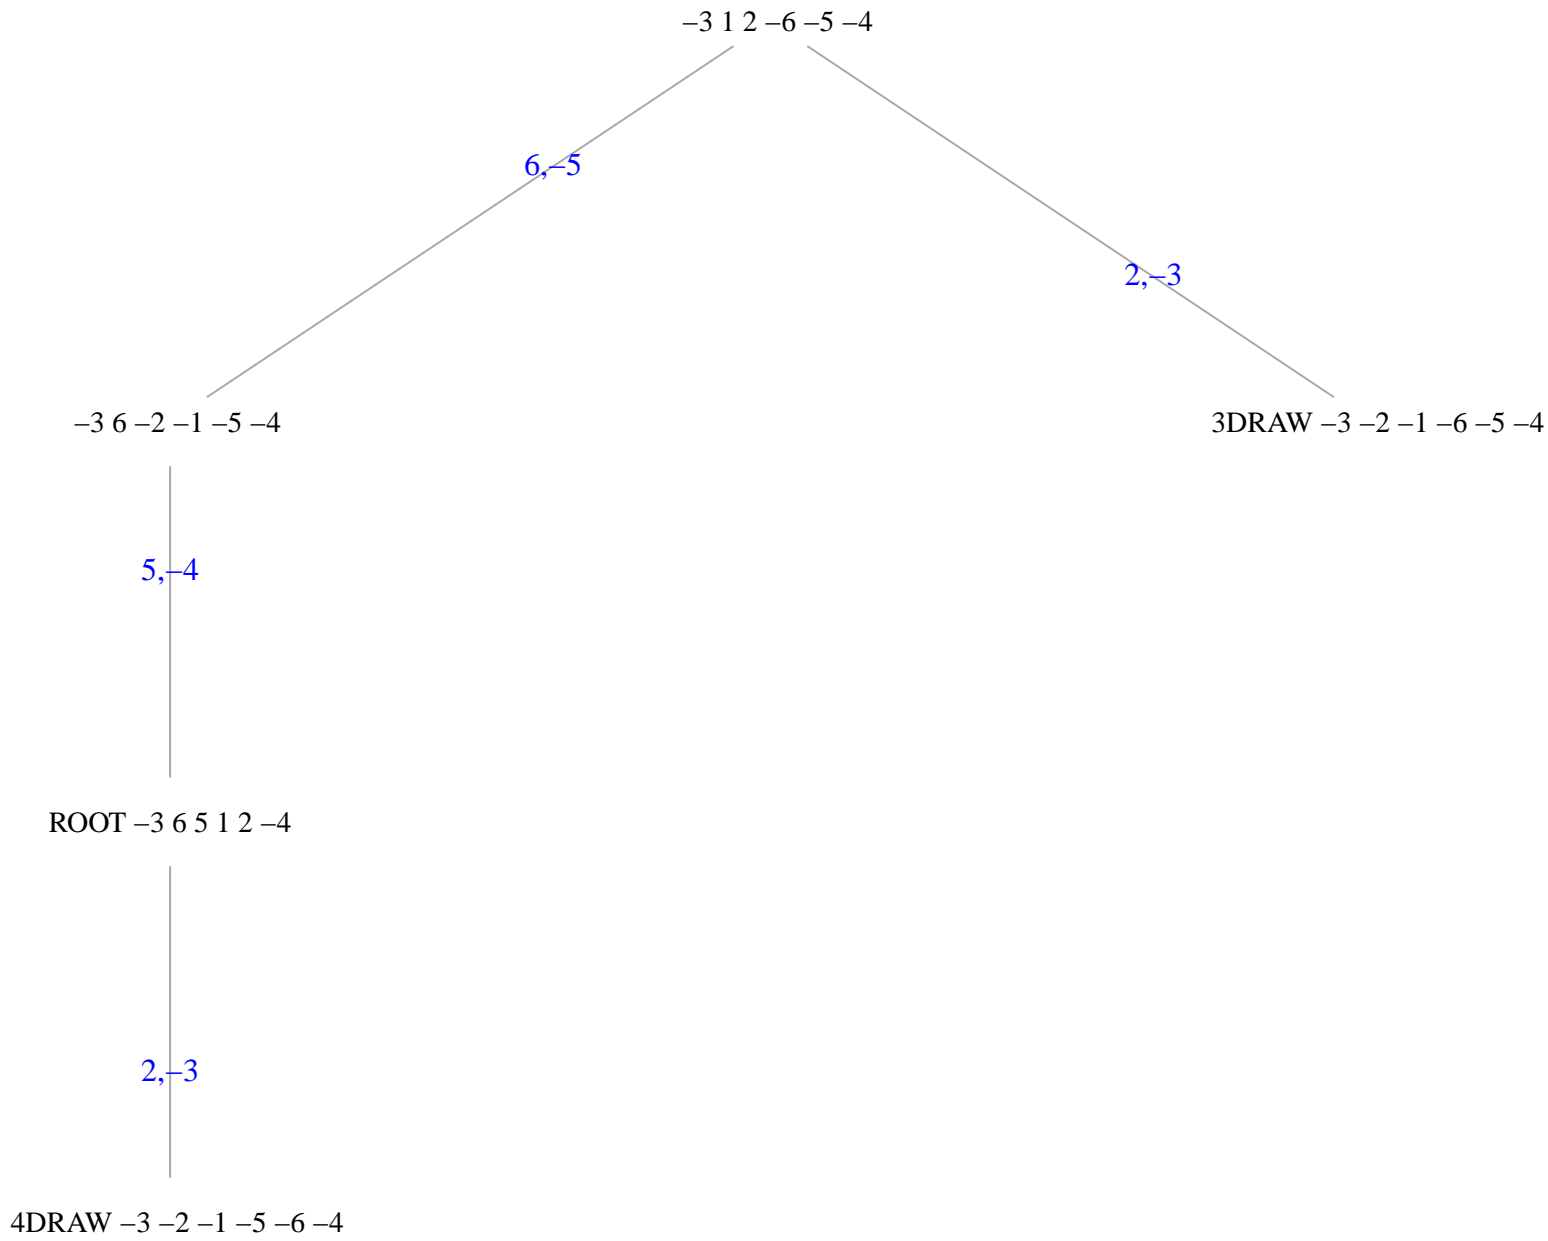 –3 1 2 –6 –5 –4
6,–5
2,–3
–3 6 –2 –1 –5 –4
3DRAW –3 –2 –1 –6 –5 –4
5,–4
ROOT –3 6 5 1 2 –4
2,–3
4DRAW –3 –2 –1 –5 –6 –4